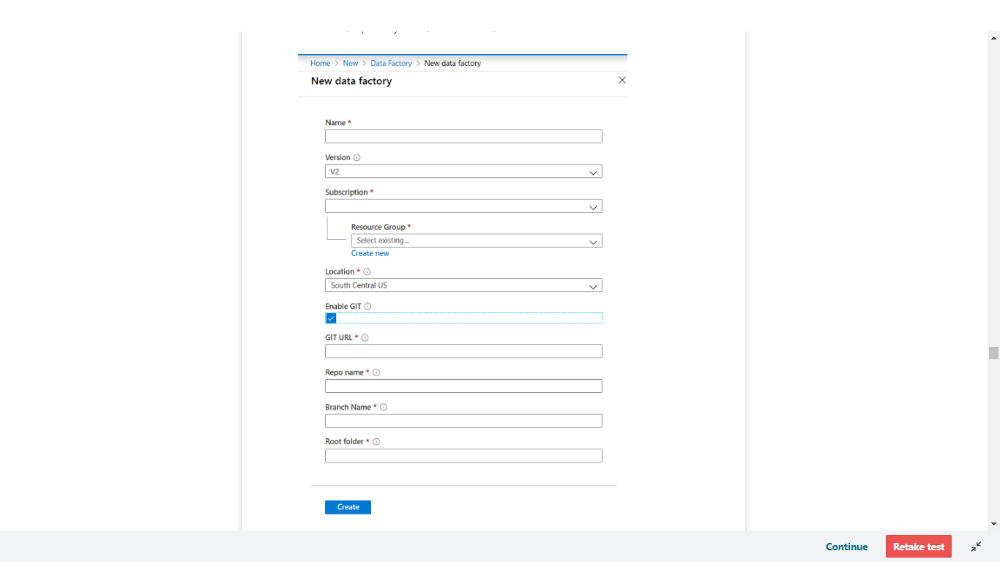 Home > New > Data Factory > New data factory
New data factory
Name *
Version
V2
Subscription *
Resource Group *
Select existing...
Create new
Location *
South Central US
Enable GIT
GIT URL *
Repo name *
Branch Name *
Root folder *
Create
Continue
Retake test